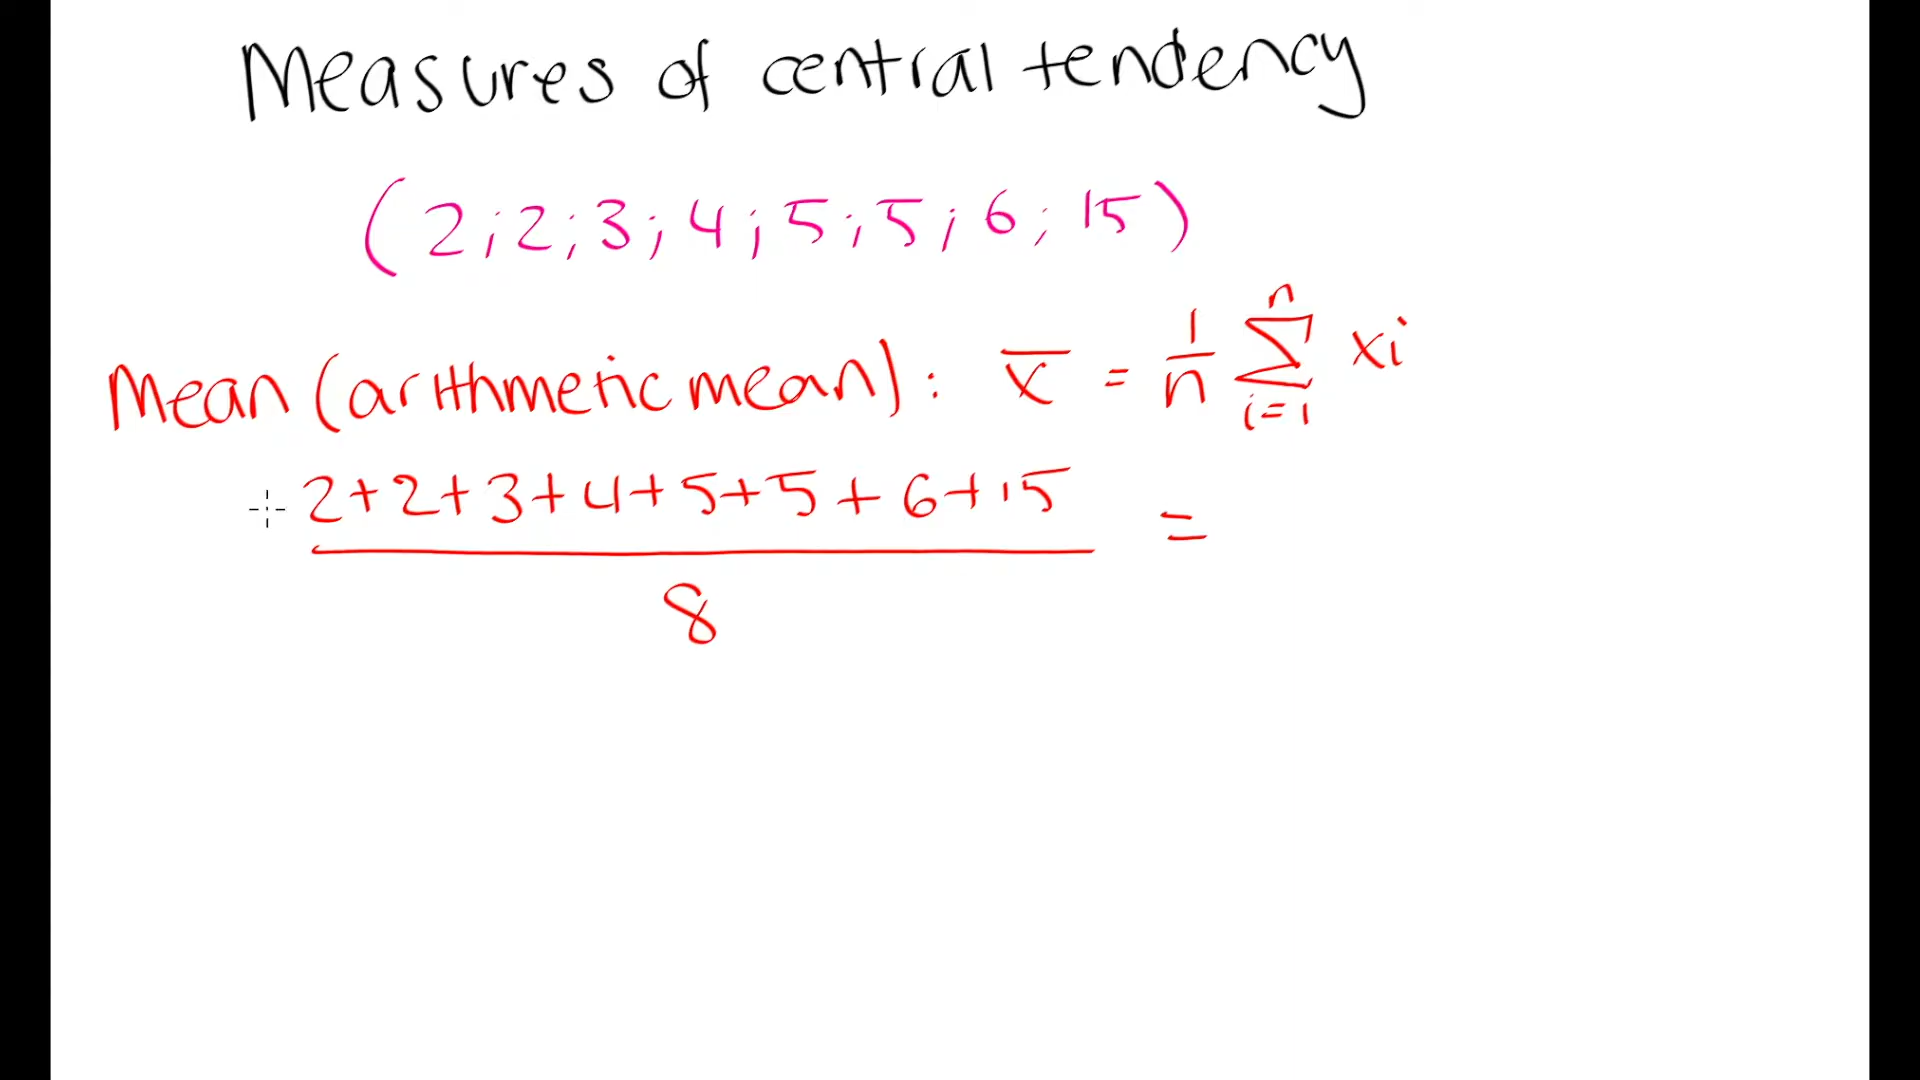 Measures of central tendency
(2;2;3;4;5;5;6;15)
Mean (arithmetic mean): x̄ = 1/n ∑ⁿᵢ₌₁ xi
2+2+3+4+5+5+6+15 =
8